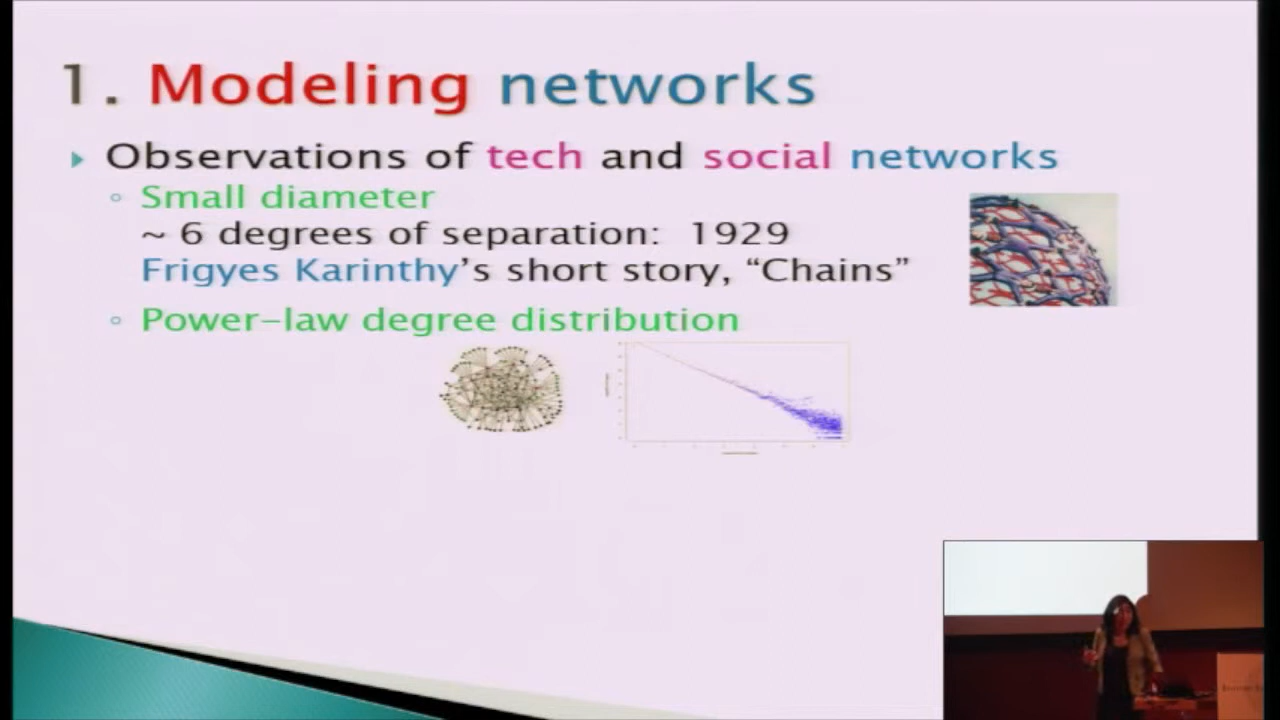 1. Modeling networks
Observations of tech and social networks
Small diameter
~ 6 degrees of separation: 1929
Frigyes Karinthy's short story, “Chains”
Power-law degree distribution